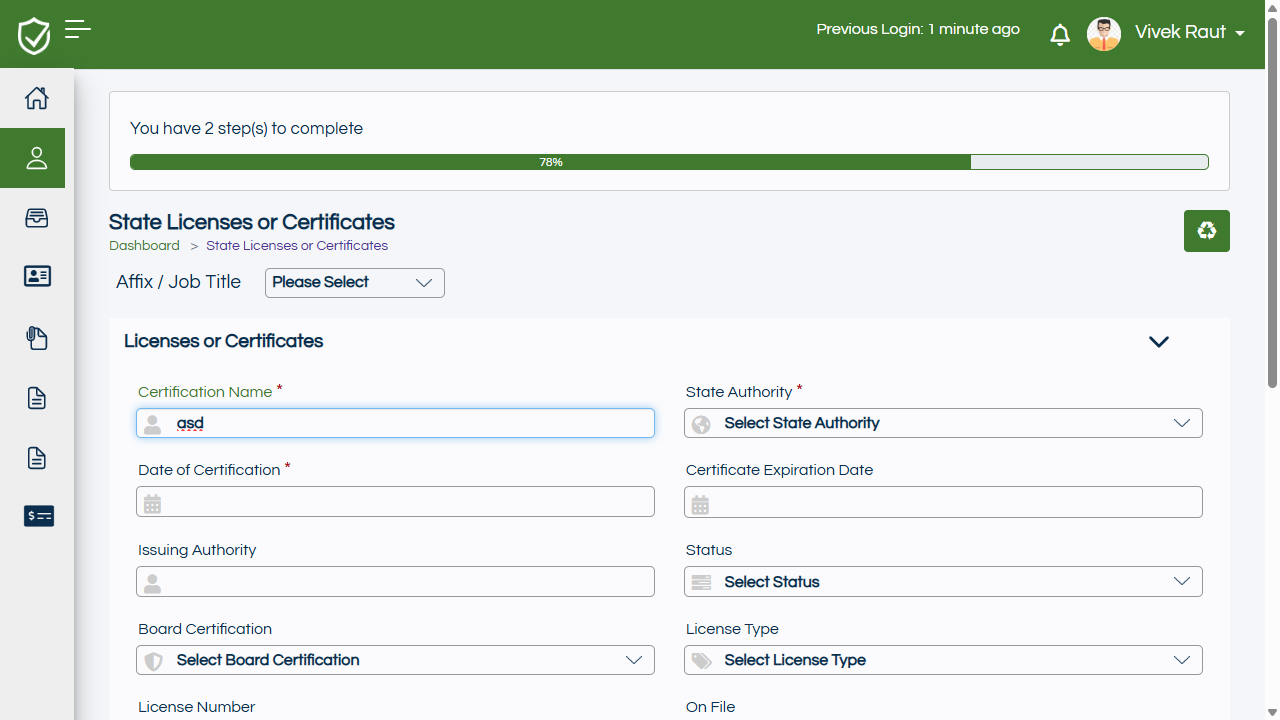 Previous Login: 1 minute ago
Vivek Raut
You have 2 step(s) to complete
78%
State Licenses or Certificates
Dashboard > State Licenses or Certificates
Affix / Job Title Please Select
Licenses or Certificates
Certification Name * State Authority *
asd Select State Authority
Date of Certification * Certificate Expiration Date
Issuing Authority Status
Select Status
Board Certification License Type
Select Board Certification Select License Type
License Number On File